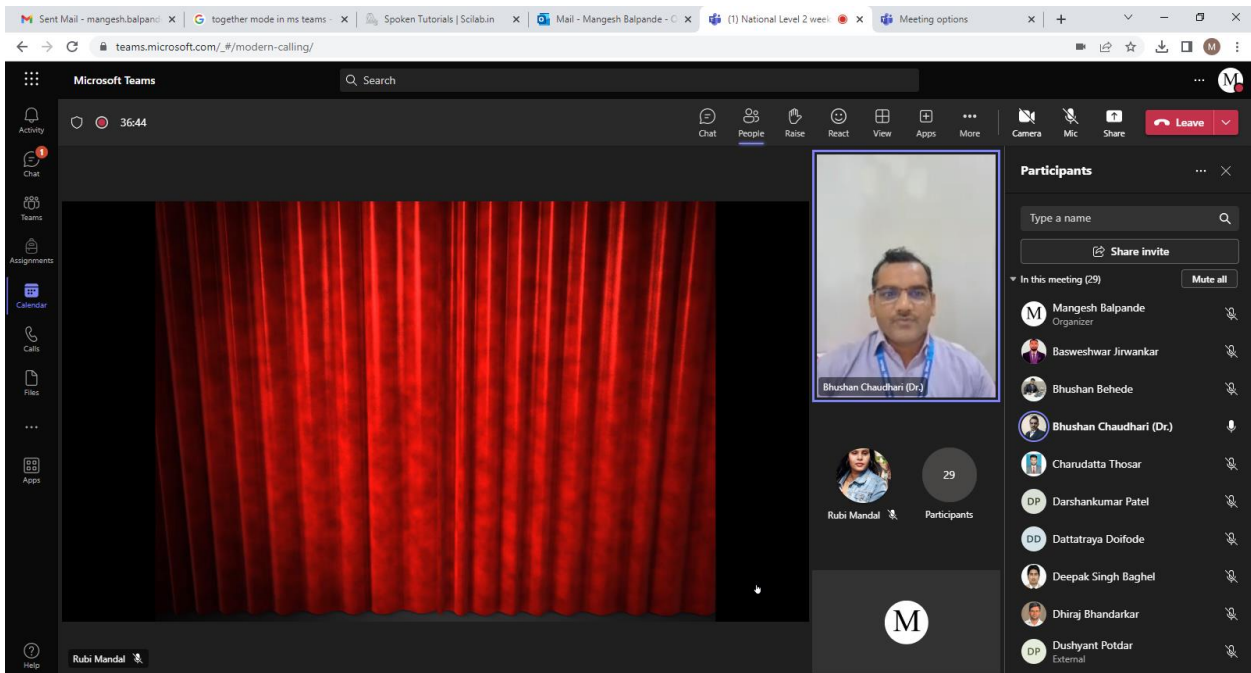 Sent Mail - mangesh.balpand
together mode in ms teams -
Spoken Tutorials | Scilab.in
Mail - Mangesh Balpande - O
(1) National Level 2 week
Meeting options
teams.microsoft.com/_#/modern-calling/
M
Microsoft Teams
Search
M
Activity
36:44
Chat
People
Raise
React
View
Apps
More
Camera
Mic
Share
Leave
1
Chat
Teams
Assignments
Calendar
Calls
Files
Apps
Help
Rubi Mandal
Bhushan Chaudhari (Dr.)
Rubi Mandal
29
Participants
M
Participants
Type a name
Share invite
In this meeting (29)
Mute all
M
Mangesh Balpande
Organizer
Basweshwar Jirwankar
Bhushan Behede
Bhushan Chaudhari (Dr.)
Charudatta Thosar
DP
Darshankumar Patel
DD
Dattatraya Doifode
Deepak Singh Baghel
Dhiraj Bhandarkar
DP
Dushyant Potdar
External